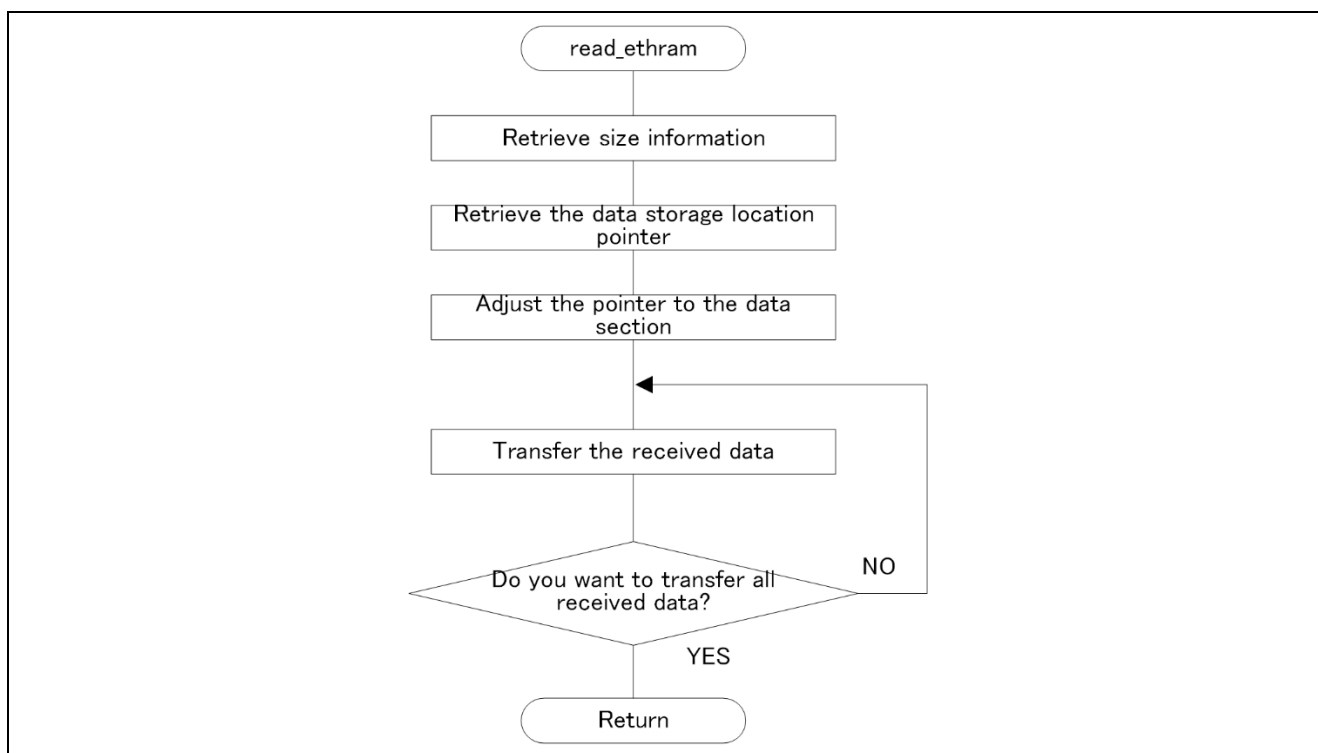 read_ethram
Retrieve size information
Retrieve the data storage location
pointer
Adjust the pointer to the data
section
Transfer the received data
Do you want to transfer all
received data?
NO
YES
Return